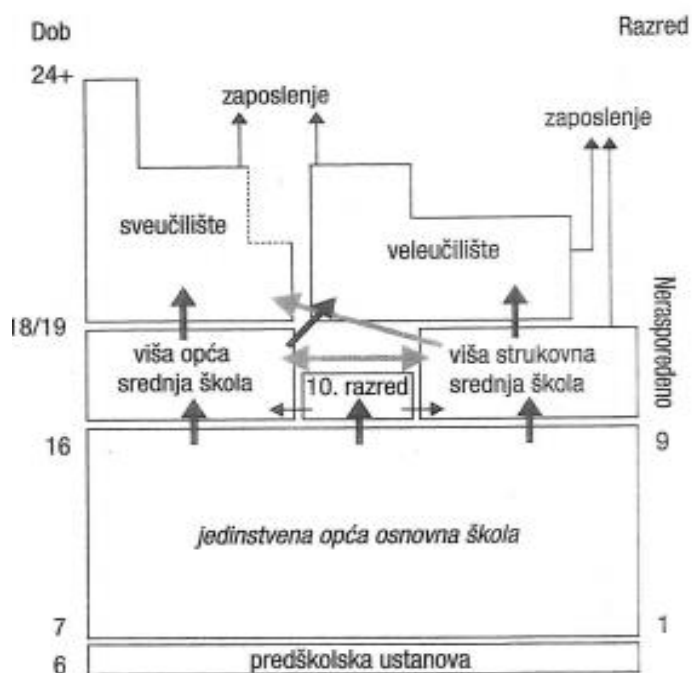 Dob
Razred
24+
zaposlenje
zaposlenje
sveučilište
veleučilište
18/19
Neraspoređeno
viša opća
srednja škola
10. razred
viša strukovna
srednja škola
16
9
jedinstvena opća osnovna škola
7
1
6
predškolska ustanova